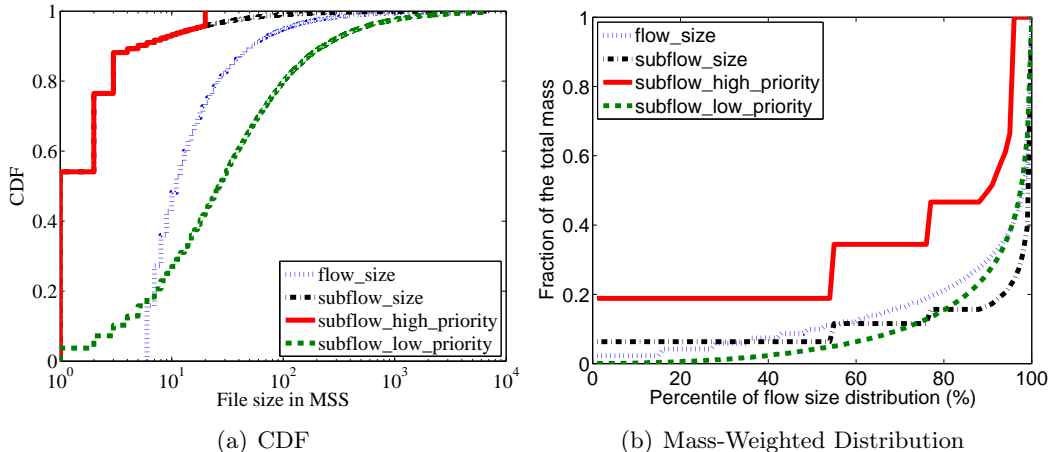 1
0.8
0.6
0.4
0.2
0
CDF
10^0
10^1
10^2
10^3
10^4
File size in MSS
flow_size
subflow_size
subflow_high_priority
subflow_low_priority
(a) CDF
1
0.8
0.6
0.4
0.2
0
Fraction of the total mass
0
20
40
60
80
100
Percentile of flow size distribution (%)
flow_size
subflow_size
subflow_high_priority
subflow_low_priority
(b) Mass-Weighted Distribution